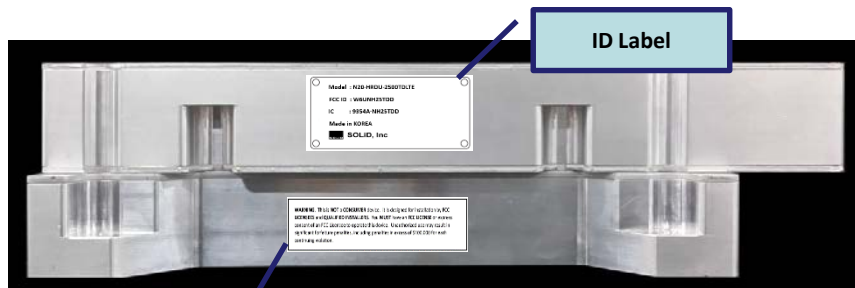 ID Label
Model : N20-HRDU-2500TDLTE
FCC ID : W6UNH25TDD
IC : 9354A-NH25TDD
Made in KOREA
SOLiD, Inc
WARNING. This is NOT a CONSUMER device. It is designed for installation by FCC
LICENSEES and QUALIFIED INSTALLERS. You MUST have an FCC LICENSE or express
consent of an FCC Licensee to operate this device. Unauthorized use may result in
significant forfeiture penalties, including penalties in excess of $100,000 for each
continuing violation.